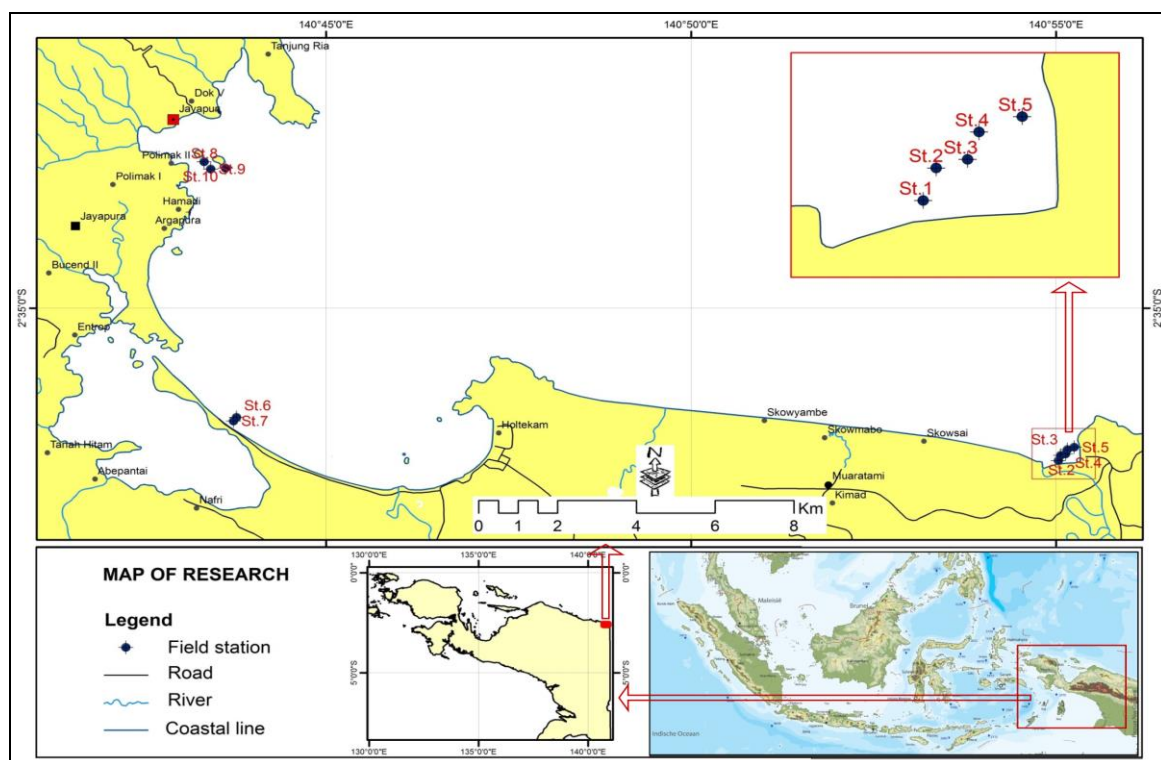 140°45'0"E
140°50'0"E
140°55'0"E
Tanjung Ria
Dok V
Jayapura
St.8
Polimak II
St.9
St.10
Polimak I
Hamadi
Jayapura
Argapura
Bucend II
2°35'0"S
2°35'0"S
Entrop
St.5
St.4
St.3
St.2
St.1
St.6
St.7
Tanah Hitam
Abepantai
Nafri
Holtekam
Skowyambe
Skowmabo
Skowsai
Muaratami
Kimad
St.3
St.5
St.4
St.2
N
0 1 2 4 6 8
Km
MAP OF RESEARCH
Legend
Field station
Road
River
Coastal line
130°0'0"E
135°0'0"E
140°0'0"E
0°0'0"
0°0'0"
5°0'0"S
5°0'0"S
130°0'0"E
135°0'0"E
140°0'0"E
Brunei
Indische Oceaan